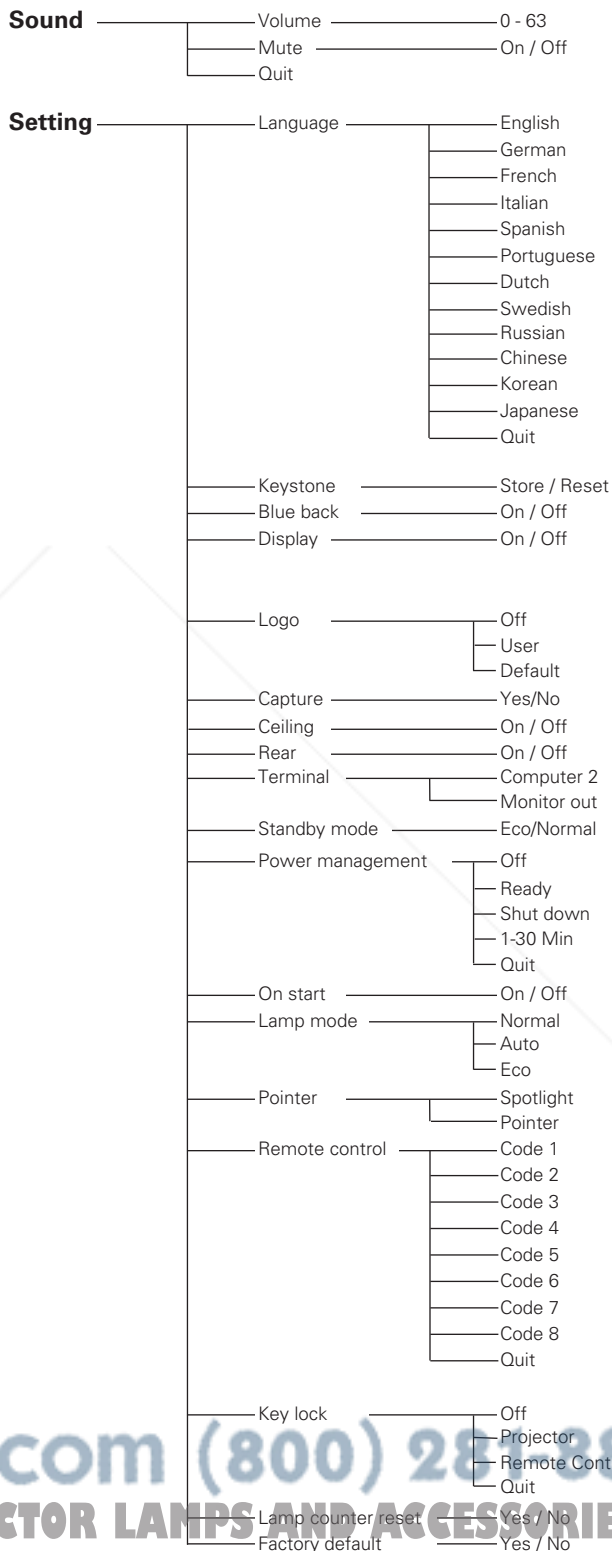 Sound Volume 0 - 63
Mute On / Off
Quit
Setting Language English
German
French
Italian
Spanish
Portuguese
Dutch
Swedish
Russian
Chinese
Korean
Japanese
Quit
Keystone Store / Reset
Blue back On / Off
Display On / Off
Logo Off
User
Default
Capture Yes/No
Ceiling On / Off
Rear On / Off
Terminal Computer 2
Monitor out
Standby mode Eco/Normal
Power management Off
Ready
Shut down
1-30 Min
Quit
On start On / Off
Lamp mode Normal
Auto
Eco
Pointer Spotlight
Pointer
Remote control Code 1
Code 2
Code 3
Code 4
Code 5
Code 6
Code 7
Code 8
Quit
Key lock Off
Projector
Remote Cont
Quit
com (800) 281-88
CTOR LAMPS AND ACCESSORIE
Lamp counter reset Yes / No
Factory default Yes / No